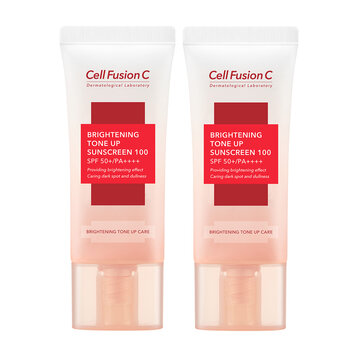 Cell Fusion C
Dermatological Laboratory
BRIGHTENING
TONE UP
SUNSCREEN 100
SPF 50+/PA++++
Providing brightening effect
Caring dark spot and dullness
BRIGHTENING TONE UP CARE
Cell Fusion C
Dermatological Laboratory
BRIGHTENING
TONE UP
SUNSCREEN 100
SPF 50+/PA++++
Providing brightening effect
Caring dark spot and dullness
BRIGHTENING TONE UP CARE